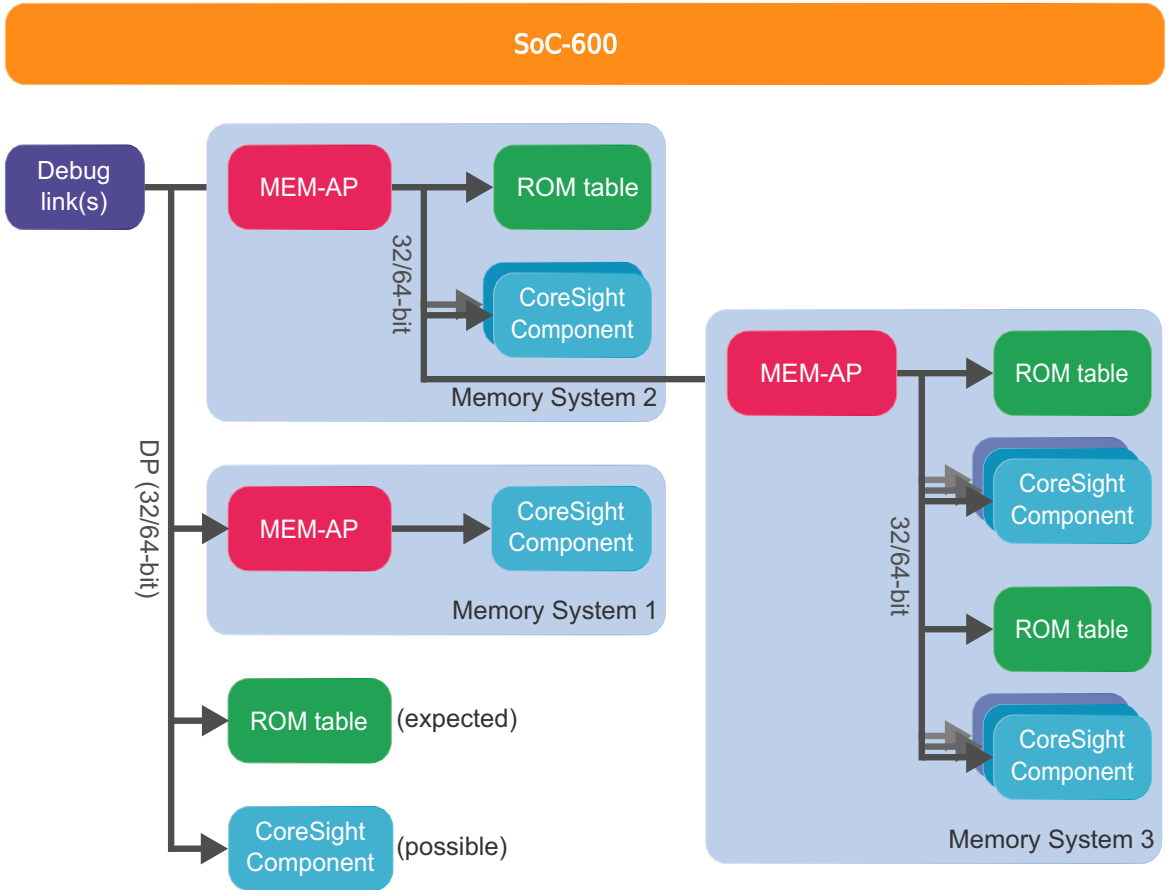 SoC-600
Debug
link(s)
MEM-AP
ROM table
32/64-bit
CoreSight
Component
Memory System 2
MEM-AP
ROM table
CoreSight
Component
32/64-bit
ROM table
CoreSight
Component
Memory System 3
DP (32/64-bit)
MEM-AP
CoreSight
Component
Memory System 1
ROM table
(expected)
CoreSight
Component
(possible)